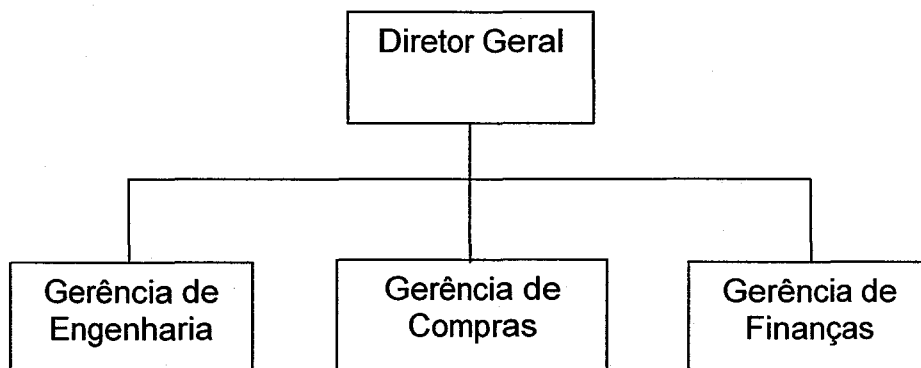 Diretor Geral
Gerência de
Engenharia
Gerência de
Compras
Gerência de
Finanças